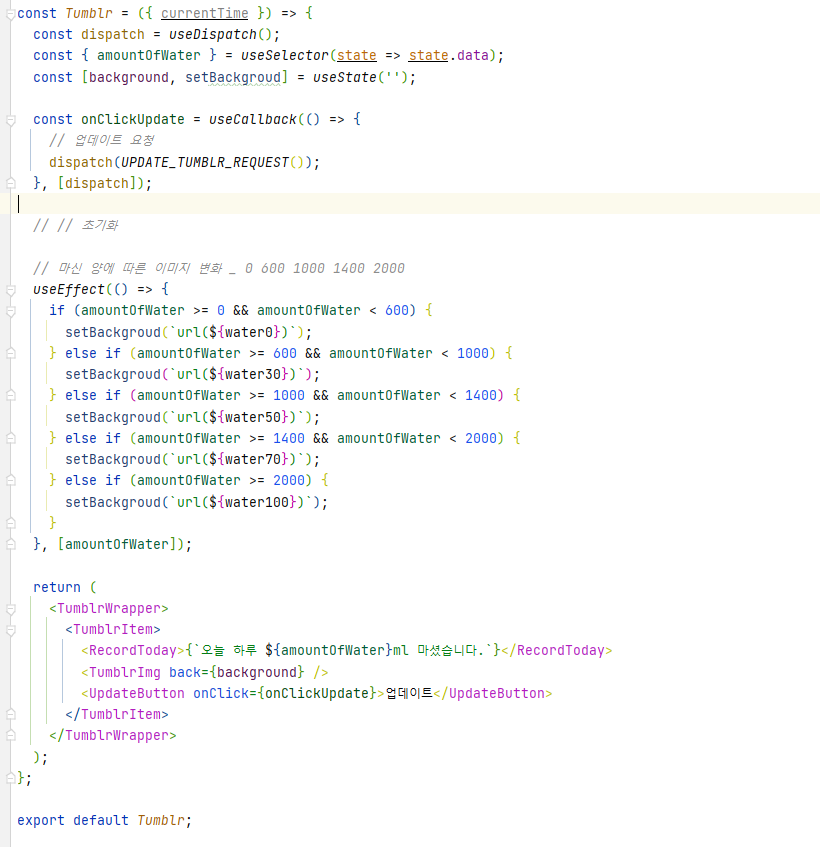 const Tumblr = ({ currentTime }) => {
  const dispatch = useDispatch();
  const { amountOfWater } = useSelector(state => state.data);
  const [background, setBackgroud] = useState('');

  const onClickUpdate = useCallback(() => {
    // 업데이트 요청
    dispatch(UPDATE_TUMBLR_REQUEST());
  }, [dispatch]);

  // // 초기화

  // 마신 양에 따른 이미지 변화 _ 0 600 1000 1400 2000
  useEffect(() => {
    if (amountOfWater >= 0 && amountOfWater < 600) {
      setBackgroud(`url(${water0})`);
    } else if (amountOfWater >= 600 && amountOfWater < 1000) {
      setBackgroud(`url(${water30})`);
    } else if (amountOfWater >= 1000 && amountOfWater < 1400) {
      setBackgroud(`url(${water50})`);
    } else if (amountOfWater >= 1400 && amountOfWater < 2000) {
      setBackgroud(`url(${water70})`);
    } else if (amountOfWater >= 2000) {
      setBackgroud(`url(${water100})`);
    }
  }, [amountOfWater]);

  return (
    <TumblrWrapper>
      <TumblrItem>
        <RecordToday>{`오늘 하루 ${amountOfWater}ml 마셨습니다.`}</RecordToday>
        <TumblrImg back={background} />
        <UpdateButton onClick={onClickUpdate}>업데이트</UpdateButton>
      </TumblrItem>
    </TumblrWrapper>
  );
};

export default Tumblr;